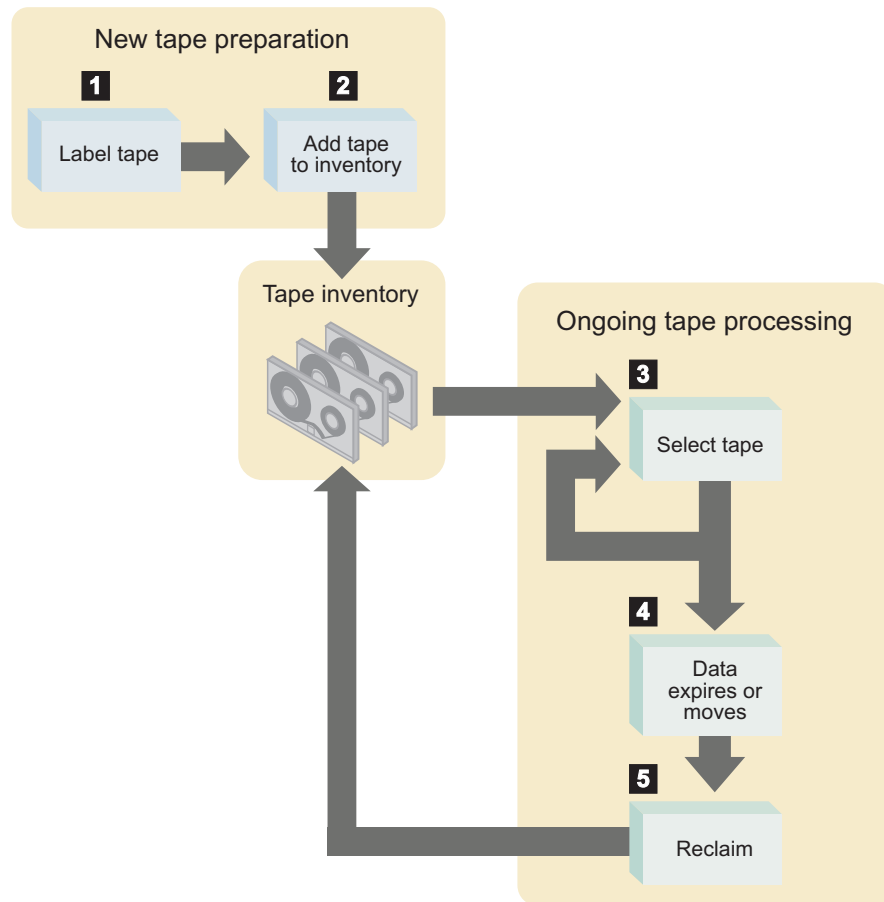 New tape preparation
1
2
Label tape
Add tape
to inventory
Tape inventory
Ongoing tape processing
3
Select tape
4
Data
expires or
moves
5
Reclaim